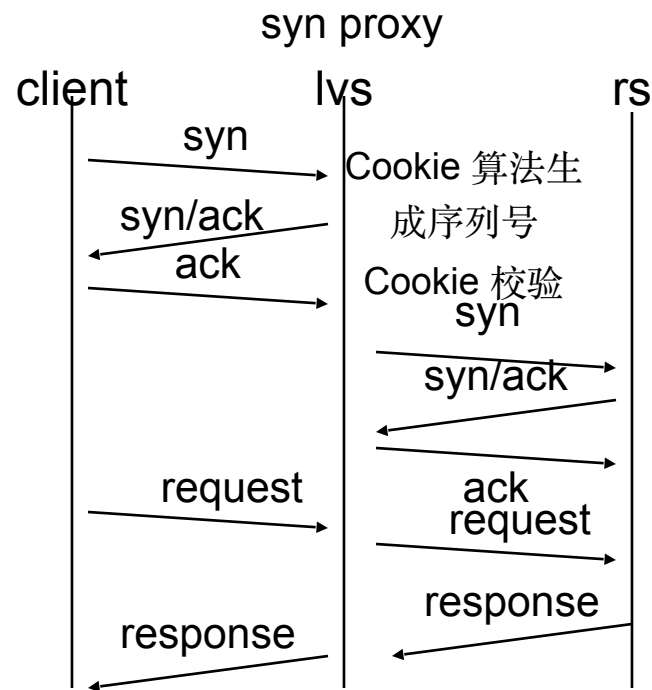 syn proxy
client lvs rs
syn
Cookie 算法生
syn/ack 成序列号
ack
Cookie 校验
syn
syn/ack
request ack
request
response
response